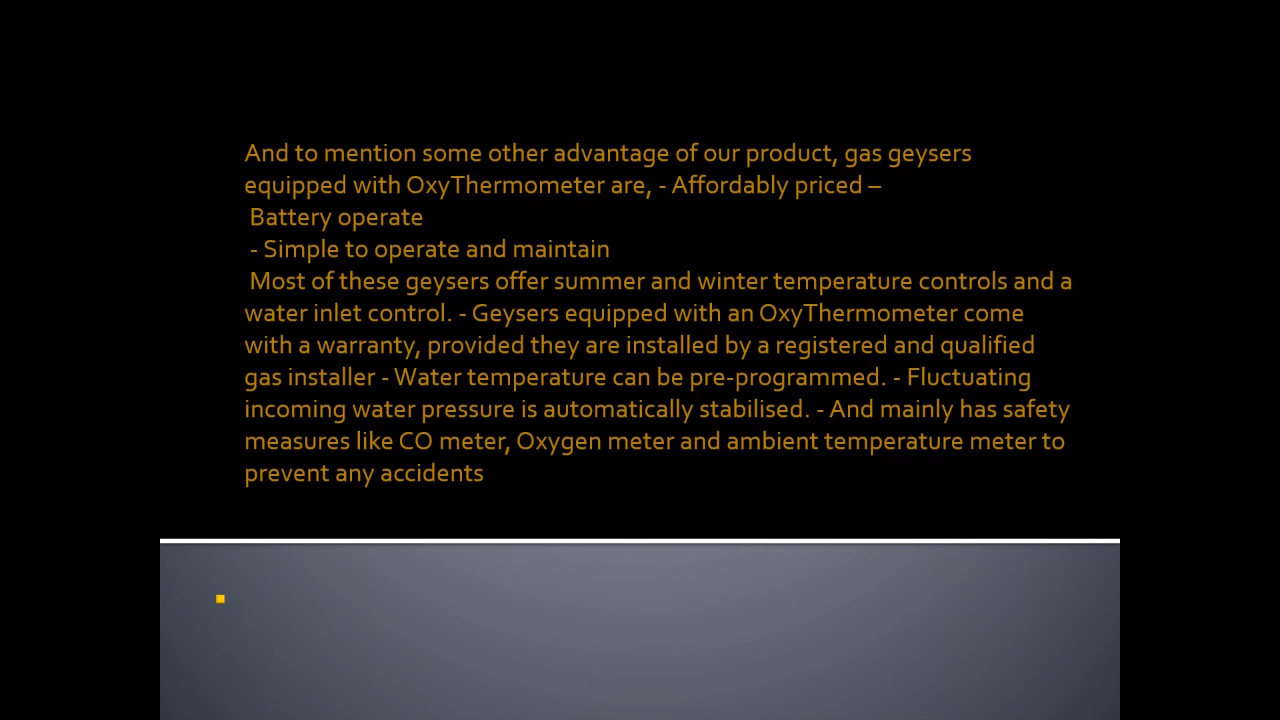 And to mention some other advantage of our product, gas geysers
equipped with OxyThermometer are, - Affordably priced –
Battery operate
- Simple to operate and maintain
Most of these geysers offer summer and winter temperature controls and a
water inlet control. - Geysers equipped with an OxyThermometer come
with a warranty, provided they are installed by a registered and qualified
gas installer - Water temperature can be pre-programmed. - Fluctuating
incoming water pressure is automatically stabilised. - And mainly has safety
measures like CO meter, Oxygen meter and ambient temperature meter to
prevent any accidents